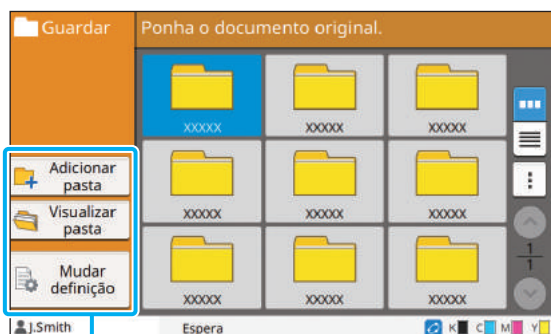 Guardar
Ponha o documento original.
xxxxx xxxxx xxxxx
Adicionar
pasta
Visualizar
pasta
xxxxx xxxxx xxxxx
Mudar
definição
xxxxx xxxxx xxxxx
1
1
J.Smith
Espera
K C M Y